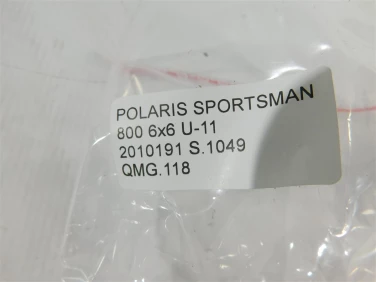 POLARIS SPORTSMAN
800 6x6 U-11
2010191 S.1049
QMG.118